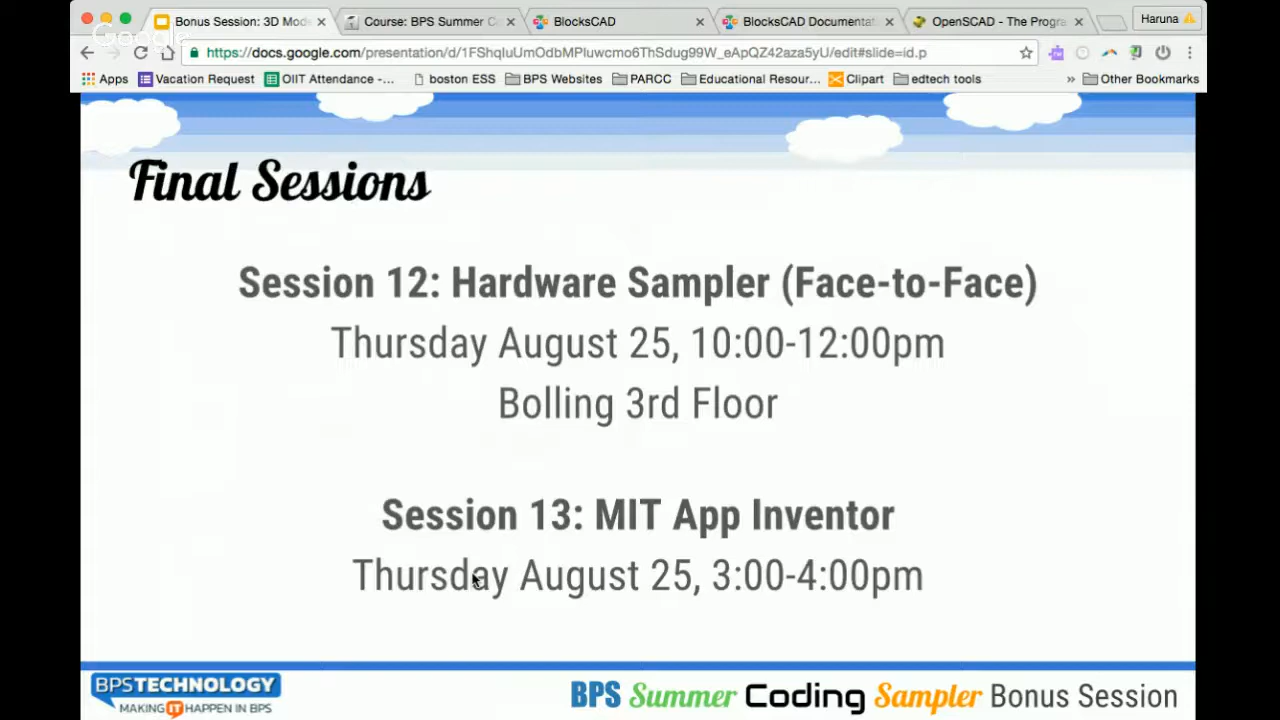 Bonus Session: 3D Mod
Course: BPS Summer C
BlocksCAD
BlocksCAD Documentat
OpenSCAD - The Progra
Haruna
Google
https://docs.google.com/presentation/d/1FShqIuUmOdbMPIuwcmo6ThSdug99W_eApQZ42aza5yU/edit#slide=id.p
Apps
Vacation Request
OIIT Attendance -...
boston ESS
BPS Websites
PARCC
Educational Resour...
Clipart
edtech tools
»
Other Bookmarks
Final Sessions
Session 12: Hardware Sampler (Face-to-Face)
Thursday August 25, 10:00-12:00pm
Bolling 3rd Floor
Session 13: MIT App Inventor
Thursday August 25, 3:00-4:00pm
BPSTECHNOLOGY
MAKING IT HAPPEN IN BPS
BPS Summer Coding Sampler Bonus Session